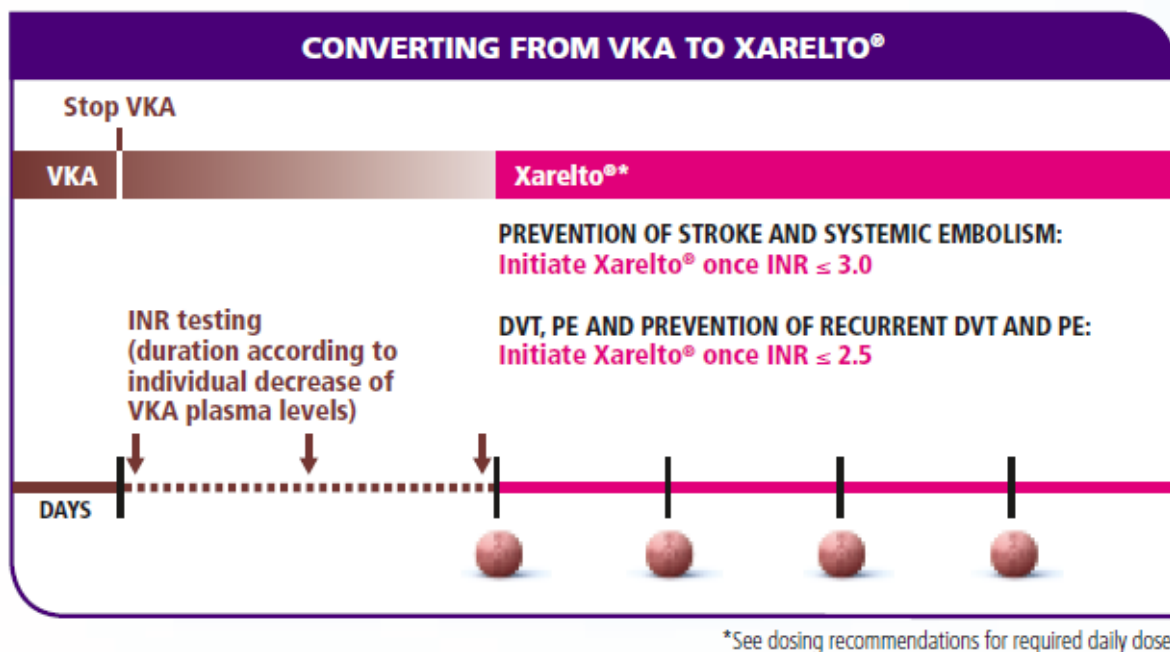 CONVERTING FROM VKA TO XARELTO®
Stop VKA
VKA
Xarelto®*
PREVENTION OF STROKE AND SYSTEMIC EMBOLISM:
Initiate Xarelto® once INR ≤ 3.0
INR testing
(duration according to
individual decrease of
VKA plasma levels)
DVT, PE AND PREVENTION OF RECURRENT DVT AND PE:
Initiate Xarelto® once INR ≤ 2.5
DAYS
*See dosing recommendations for required daily dose